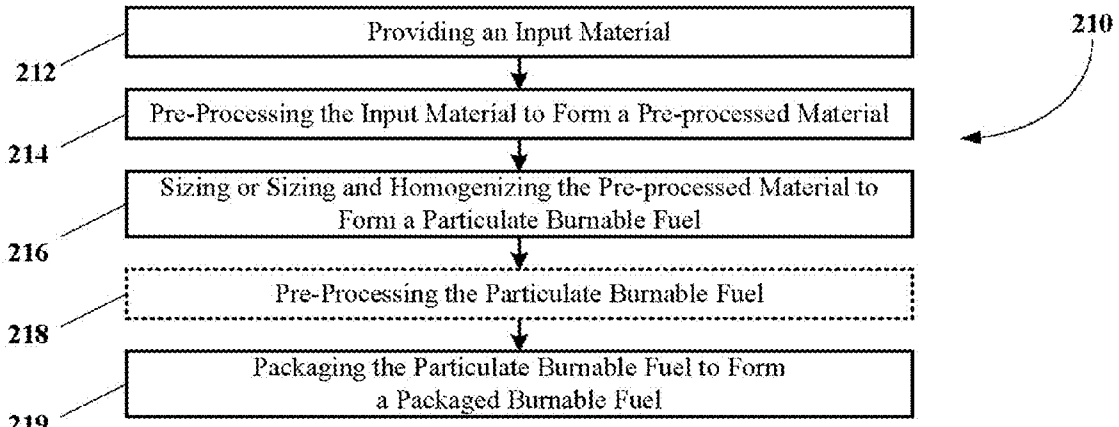 Providing an Input Material
210
212
Pre-Processing the Input Material to Form a Pre-processed Material
214
Sizing or Sizing and Homogenizing the Pre-processed Material to
Form a Particulate Burnable Fuel
216
Pre-Processing the Particulate Burnable Fuel
218
Packaging the Particulate Burnable Fuel to Form
a Packaged Burnable Fuel
219